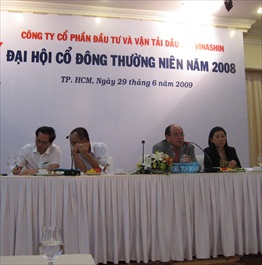 CÔNG TY CỔ PHẦN ĐẦU TƯ VÀ VẬN TẢI DẦU VINASHIN
ĐẠI HỘI CỔ ĐÔNG THƯỜNG NIÊN NĂM 2008
TP. HCM, Ngày 29 tháng 6 năm 2009